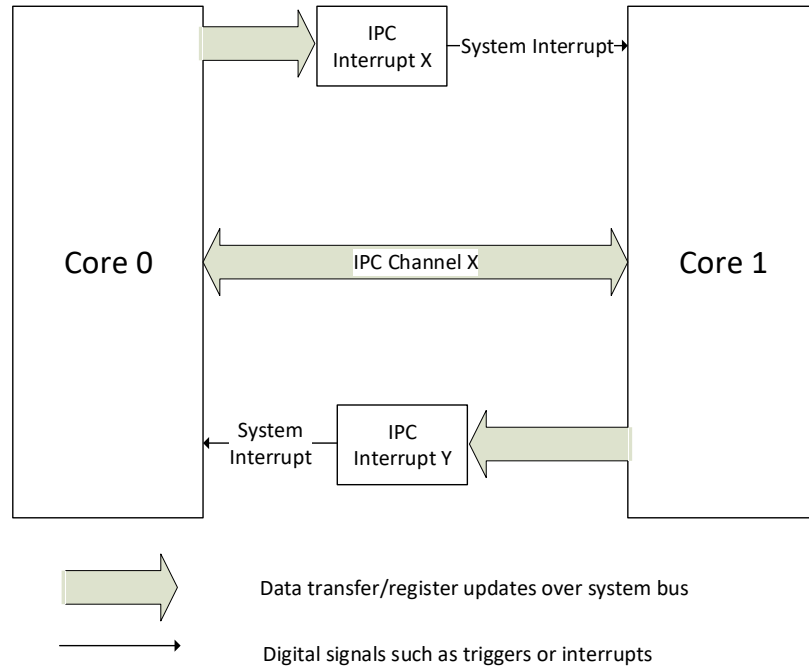 IPC
Interrupt X
System Interrupt
Core 0
IPC Channel X
Core 1
System
Interrupt
IPC
Interrupt Y
Data transfer/register updates over system bus
Digital signals such as triggers or interrupts